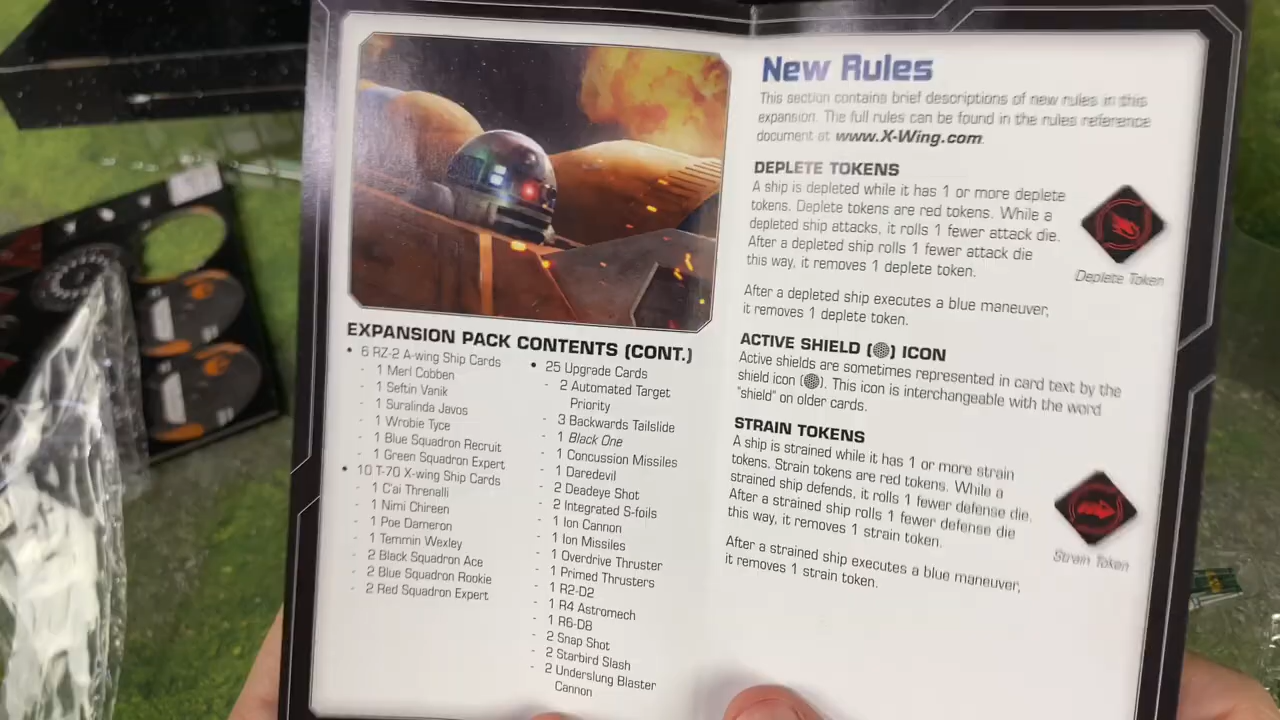 EXPANSION PACK CONTENTS (CONT.)
• 6 RZ-2 A-wing Ship Cards
- 1 Merl Cobben
- 1 Seftin Vanik
- 1 Suralinda Javos
- 1 Wrobie Tyce
- 1 Blue Squadron Recruit
- 1 Green Squadron Expert
• 10 T-70 X-wing Ship Cards
- 1 C'ai Threnalli
- 1 Nimi Chireen
- 1 Poe Dameron
- 1 Temmin Wexley
- 2 Black Squadron Ace
- 2 Blue Squadron Rookie
- 2 Red Squadron Expert
• 25 Upgrade Cards
- 2 Automated Target
Priority
- 3 Backwards Tailslide
- 1 Black One
- 1 Concussion Missiles
- 1 Daredevil
- 2 Deadeye Shot
- 2 Integrated S-foils
- 1 Ion Cannon
- 1 Ion Missiles
- 1 Overdrive Thruster
- 1 Primed Thrusters
- 1 R2-D2
- 1 R4 Astromech
- 1 R6-D8
- 2 Snap Shot
- 2 Starbird Slash
- 2 Underslung Blaster
Cannon
New Rules
This section contains brief descriptions of new rules in this
expansion. The full rules can be found in the rules reference
document at www.X-Wing.com.
DEPLETE TOKENS
A ship is depleted while it has 1 or more deplete
tokens. Deplete tokens are red tokens. While a
depleted ship attacks, it rolls 1 fewer attack die.
After a depleted ship rolls 1 fewer attack die
this way, it removes 1 deplete token.
Deplete Token
After a depleted ship executes a blue maneuver,
it removes 1 deplete token.
ACTIVE SHIELD ( ) ICON
Active shields are sometimes represented in card text by the
shield icon ( ). This icon is interchangeable with the word
"shield" on older cards.
STRAIN TOKENS
A ship is strained while it has 1 or more strain
tokens. Strain tokens are red tokens. While a
strained ship defends, it rolls 1 fewer defense die.
After a strained ship rolls 1 fewer defense die
this way, it removes 1 strain token.
Strain Token
After a strained ship executes a blue maneuver,
it removes 1 strain token.